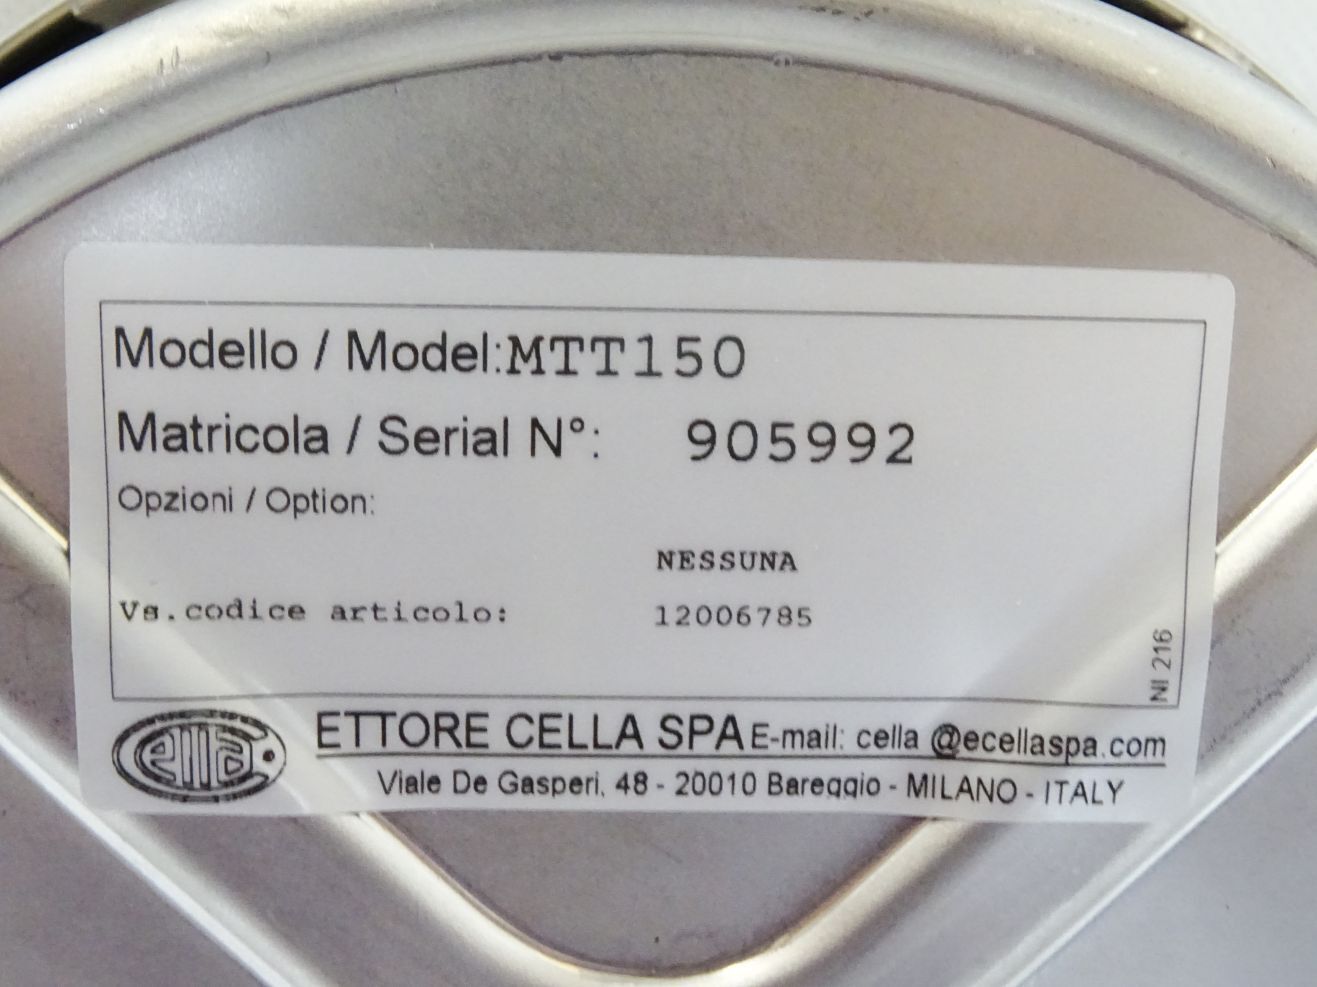 Modello / Model:MTT150
Matricola / Serial N°: 905992
Opzioni / Option:
NESSUNA
Vs.codice articolo: 12006785
NI 216
Cella
ETTORE CELLA SPA E-mail: cella @ecellaspa.com
Viale De Gasperi, 48 - 20010 Bareggio - MILANO - ITALY